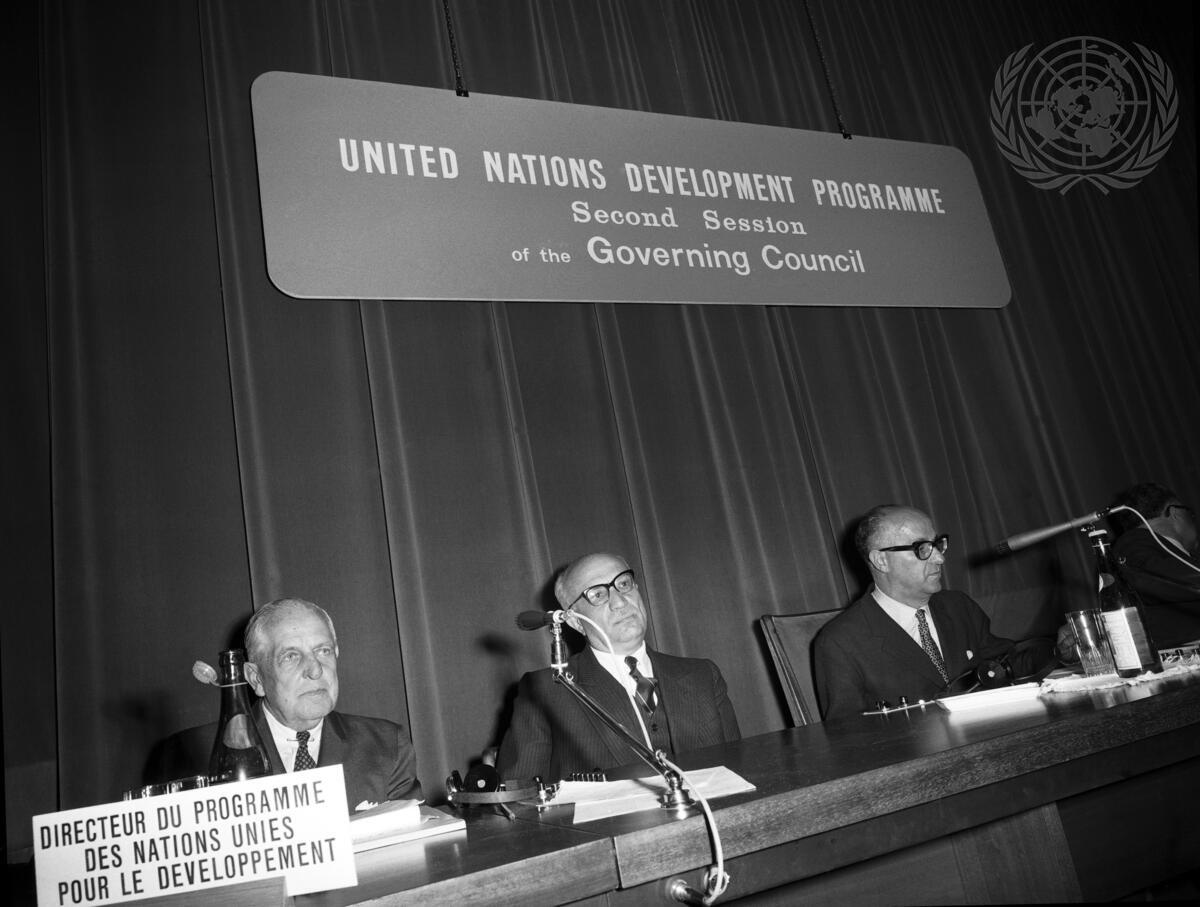 UNITED NATIONS DEVELOPMENT PROGRAMME
Second Session
of the Governing Council
DIRECTEUR DU PROGRAMME
DES NATIONS UNIES
POUR LE DEVELOPPEMENT